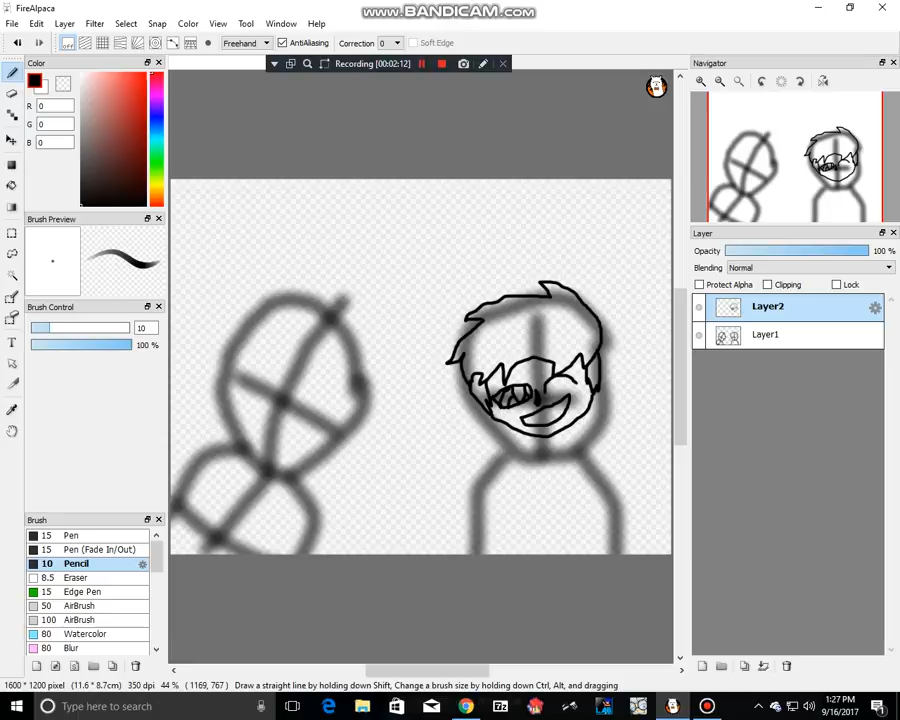 FireAlpaca
www.BANDICAM.com
File Edit Layer Filter Select Snap Color View Tool Window Help
OFF Freehand AntiAliasing Correction 0 Soft Edge
Recording [00:02:12]
Color
R 0
G 0
B 0
Brush Preview
Brush Control
10
100 %
Brush
15 Pen
15 Pen (Fade In/Out)
10 Pencil
8.5 Eraser
15 Edge Pen
50 AirBrush
100 AirBrush
80 Watercolor
80 Blur
Navigator
Layer
Opacity 100 %
Blending Normal
Protect Alpha Clipping Lock
Layer2
Layer1
1600 * 1200 pixel (11.6 * 8.7cm) 350 dpi 44 % ( 1169, 767 ) Draw a straight line by holding down Shift, Change a brush size by holding down Ctrl, Alt, and dragging
Type here to search
1:27 PM
9/16/2017